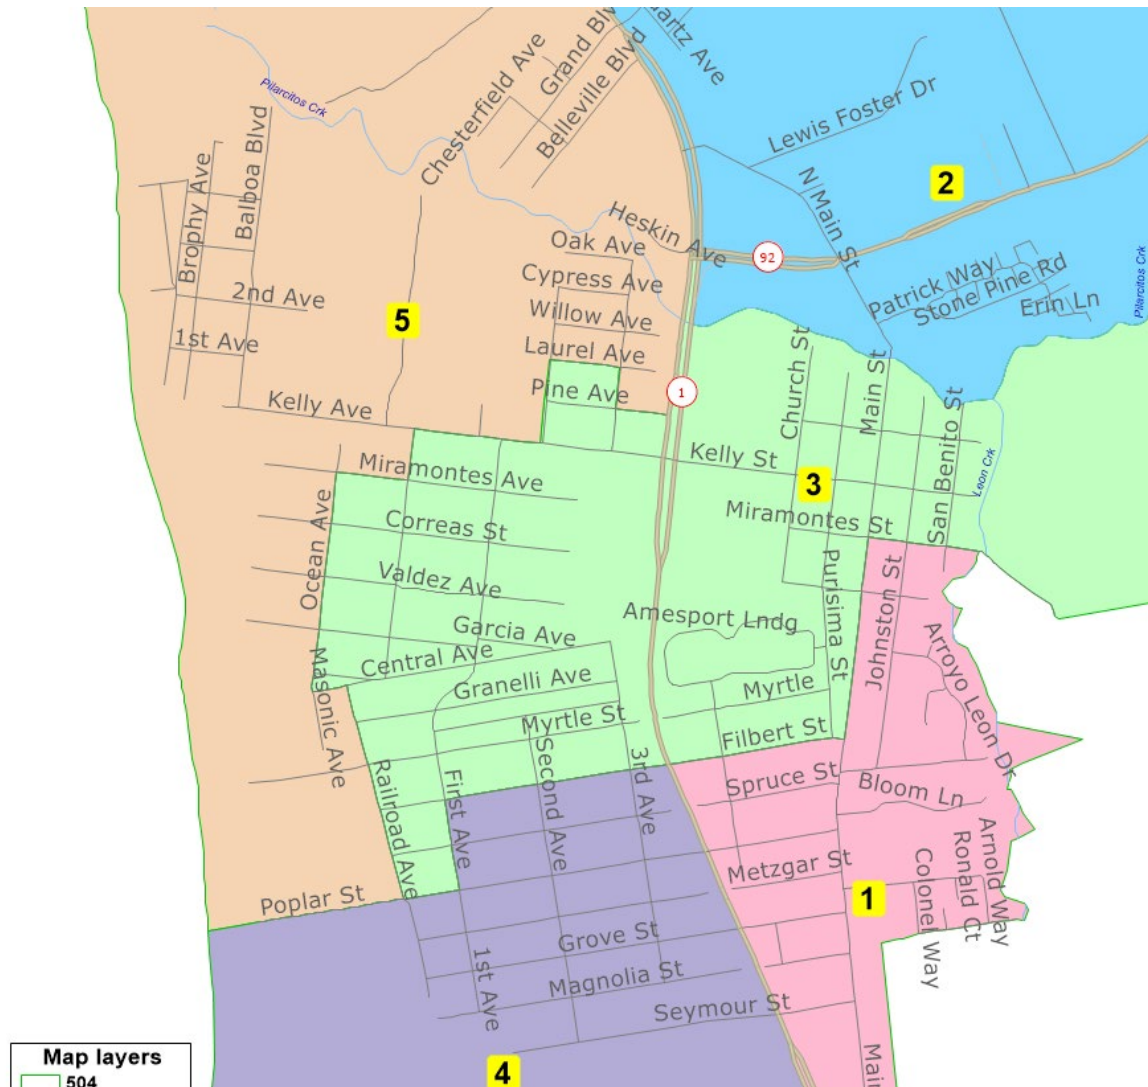 uartz Ave
Grand Blv
Belleville Blvd
Chesterfield Ave
Pilarcitos Crk
Lewis Foster Dr
2
N Main St
Brophy Ave
Balboa Blvd
Heskin Ave
Oak Ave
92
Cypress Ave
Patrick Way
Stone Pine Rd
Erin Ln
Pilarcitos Crk
2nd Ave
5
Willow Ave
1st Ave
Laurel Ave
Church St
Main St
Pine Ave
1
Kelly Ave
San Benito St
Kelly St
Leon Crk
Miramontes Ave
3
Miramontes St
Ocean Ave
Correas St
Valdez Ave
Purisima St
Johnston St
Amesport Lndg
Garcia Ave
Central Ave
Arroyo Leon Dr
Masonic Ave
Granelli Ave
Myrtle
Myrtle St
Filbert St
Second Ave
3rd Ave
Railroad Ave
First Ave
Spruce St
Bloom Ln
Metzgar St
Colonel Way
Ronald Ct
Arnold Way
Poplar St
1
Grove St
1st Ave
Magnolia St
Seymour St
Main
Map layers
504
4